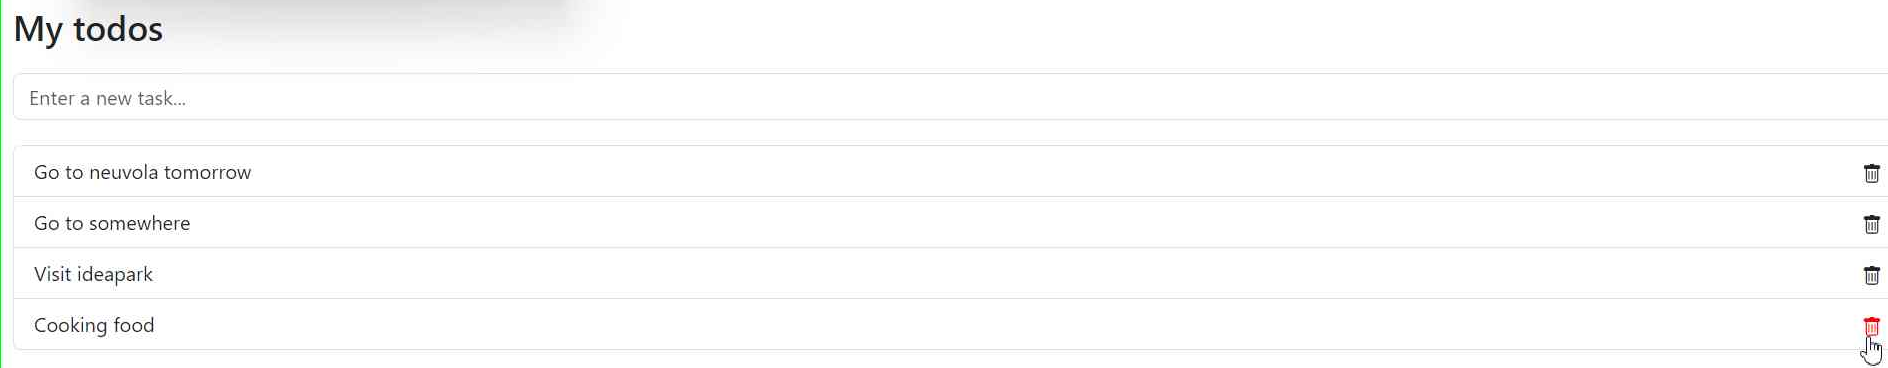 My todos
Enter a new task...
Go to neuvola tomorrow
Go to somewhere
Visit ideapark
Cooking food